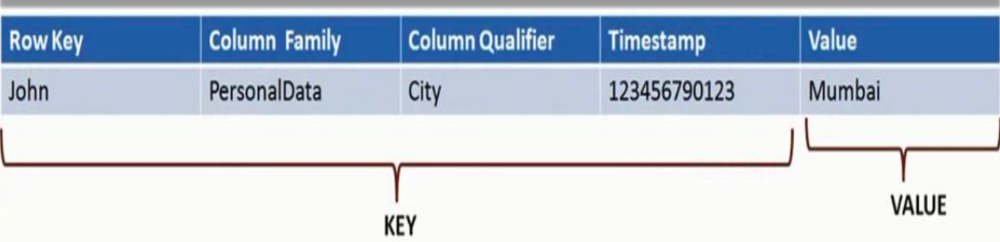 Row Key Column Family Column Qualifier Timestamp Value
John PersonalData City 123456790123 Mumbai
KEY
VALUE